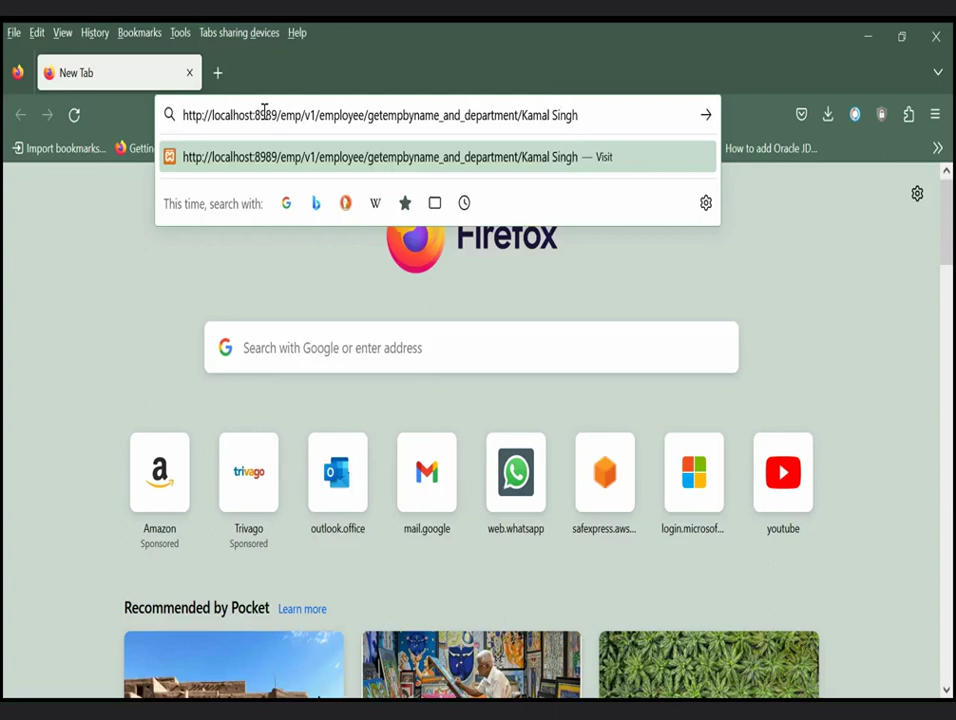 File Edit View History Bookmarks Tools Tabs sharing devices Help
New Tab
http://localhost:8989/emp/v1/employee/getempbyname_and_department/Kamal Singh
Import bookmarks... Gettin How to add Oracle JD...
http://localhost:8989/emp/v1/employee/getempbyname_and_department/Kamal Singh — Visit
This time, search with: W
Firefox
Search with Google or enter address
a trivago
Amazon Trivago outlook.office mail.google web.whatsapp safexpress.aws... login.microsof... youtube
Sponsored Sponsored
Recommended by Pocket Learn more